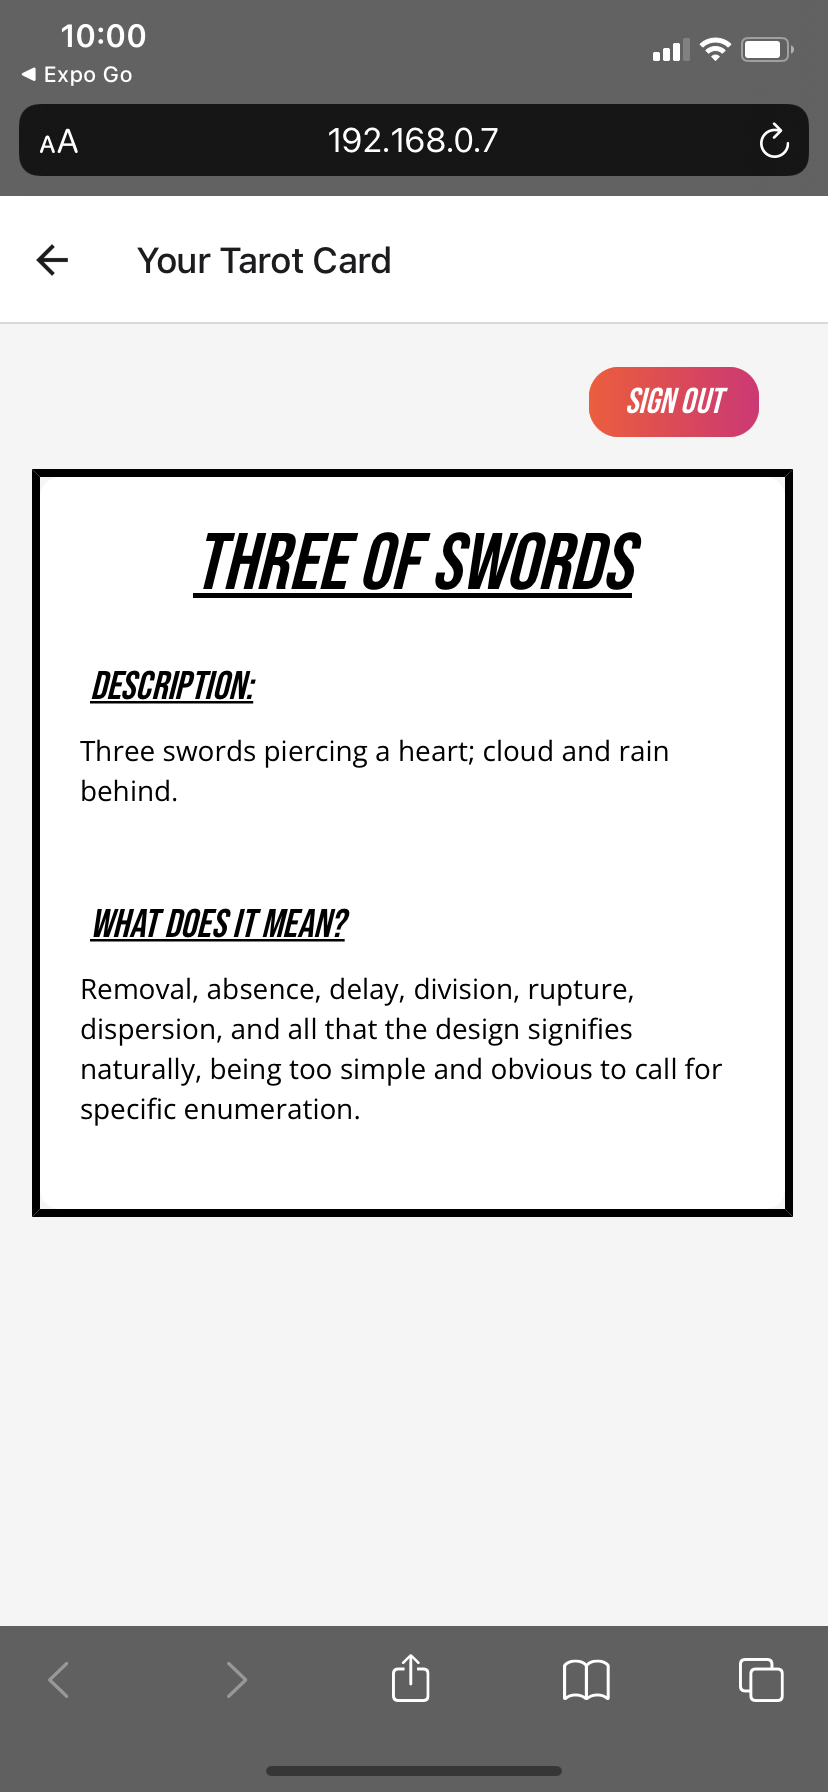 10:00
◀ Expo Go
AA
192.168.0.7
Your Tarot Card
SIGN OUT
THREE OF SWORDS
DESCRIPTION:
Three swords piercing a heart; cloud and rain
behind.
WHAT DOES IT MEAN?
Removal, absence, delay, division, rupture,
dispersion, and all that the design signifies
naturally, being too simple and obvious to call for
specific enumeration.